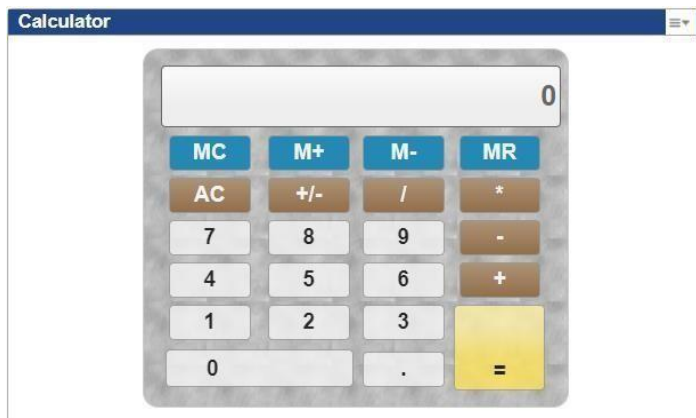 Calculator
0
MC M+ M- MR
AC +/- / *
7 8 9 -
4 5 6 +
1 2 3
0 . =